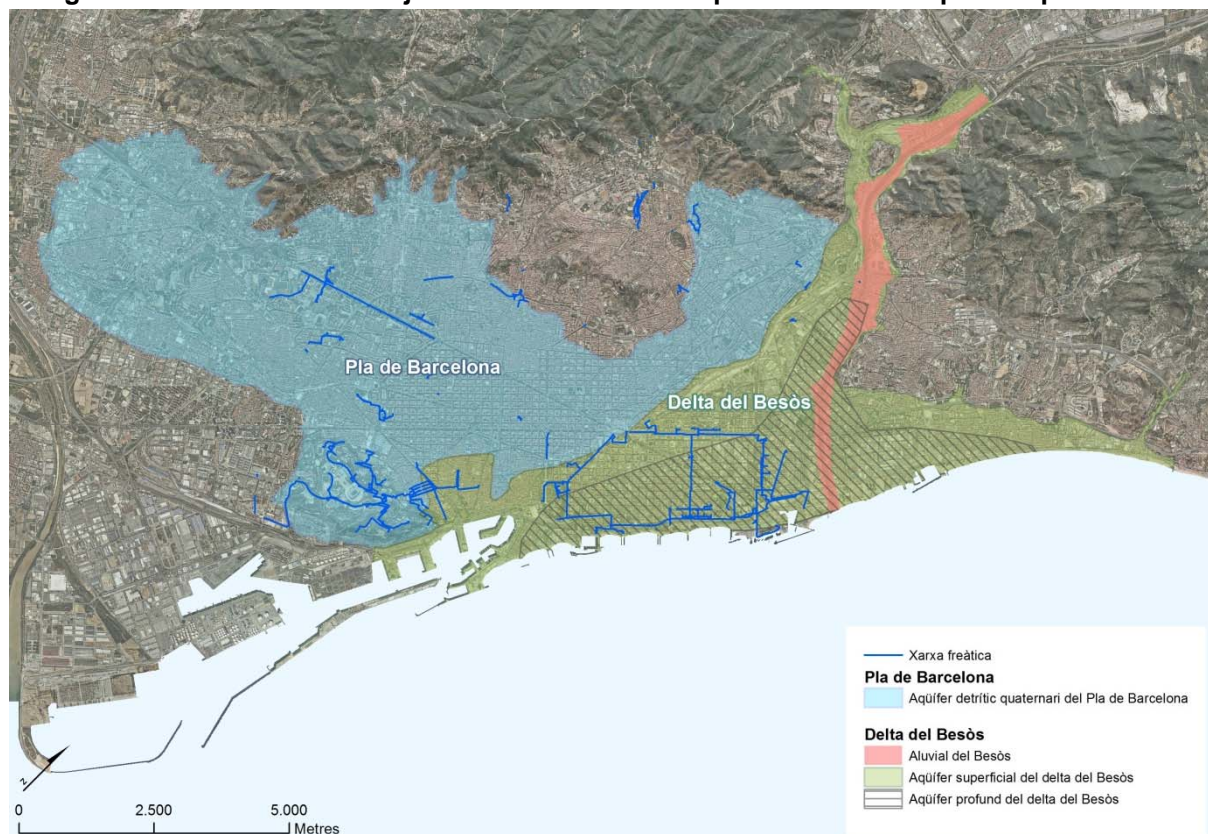 Pla de Barcelona
Delta del Besòs
Xarxa freàtica
Pla de Barcelona
Aqüífer detrític quaternari del Pla de Barcelona
Delta del Besòs
Aluvial del Besòs
Aqüífer superficial del delta del Besòs
Aqüífer profund del delta del Besòs
N
0 2.500 5.000
Metres